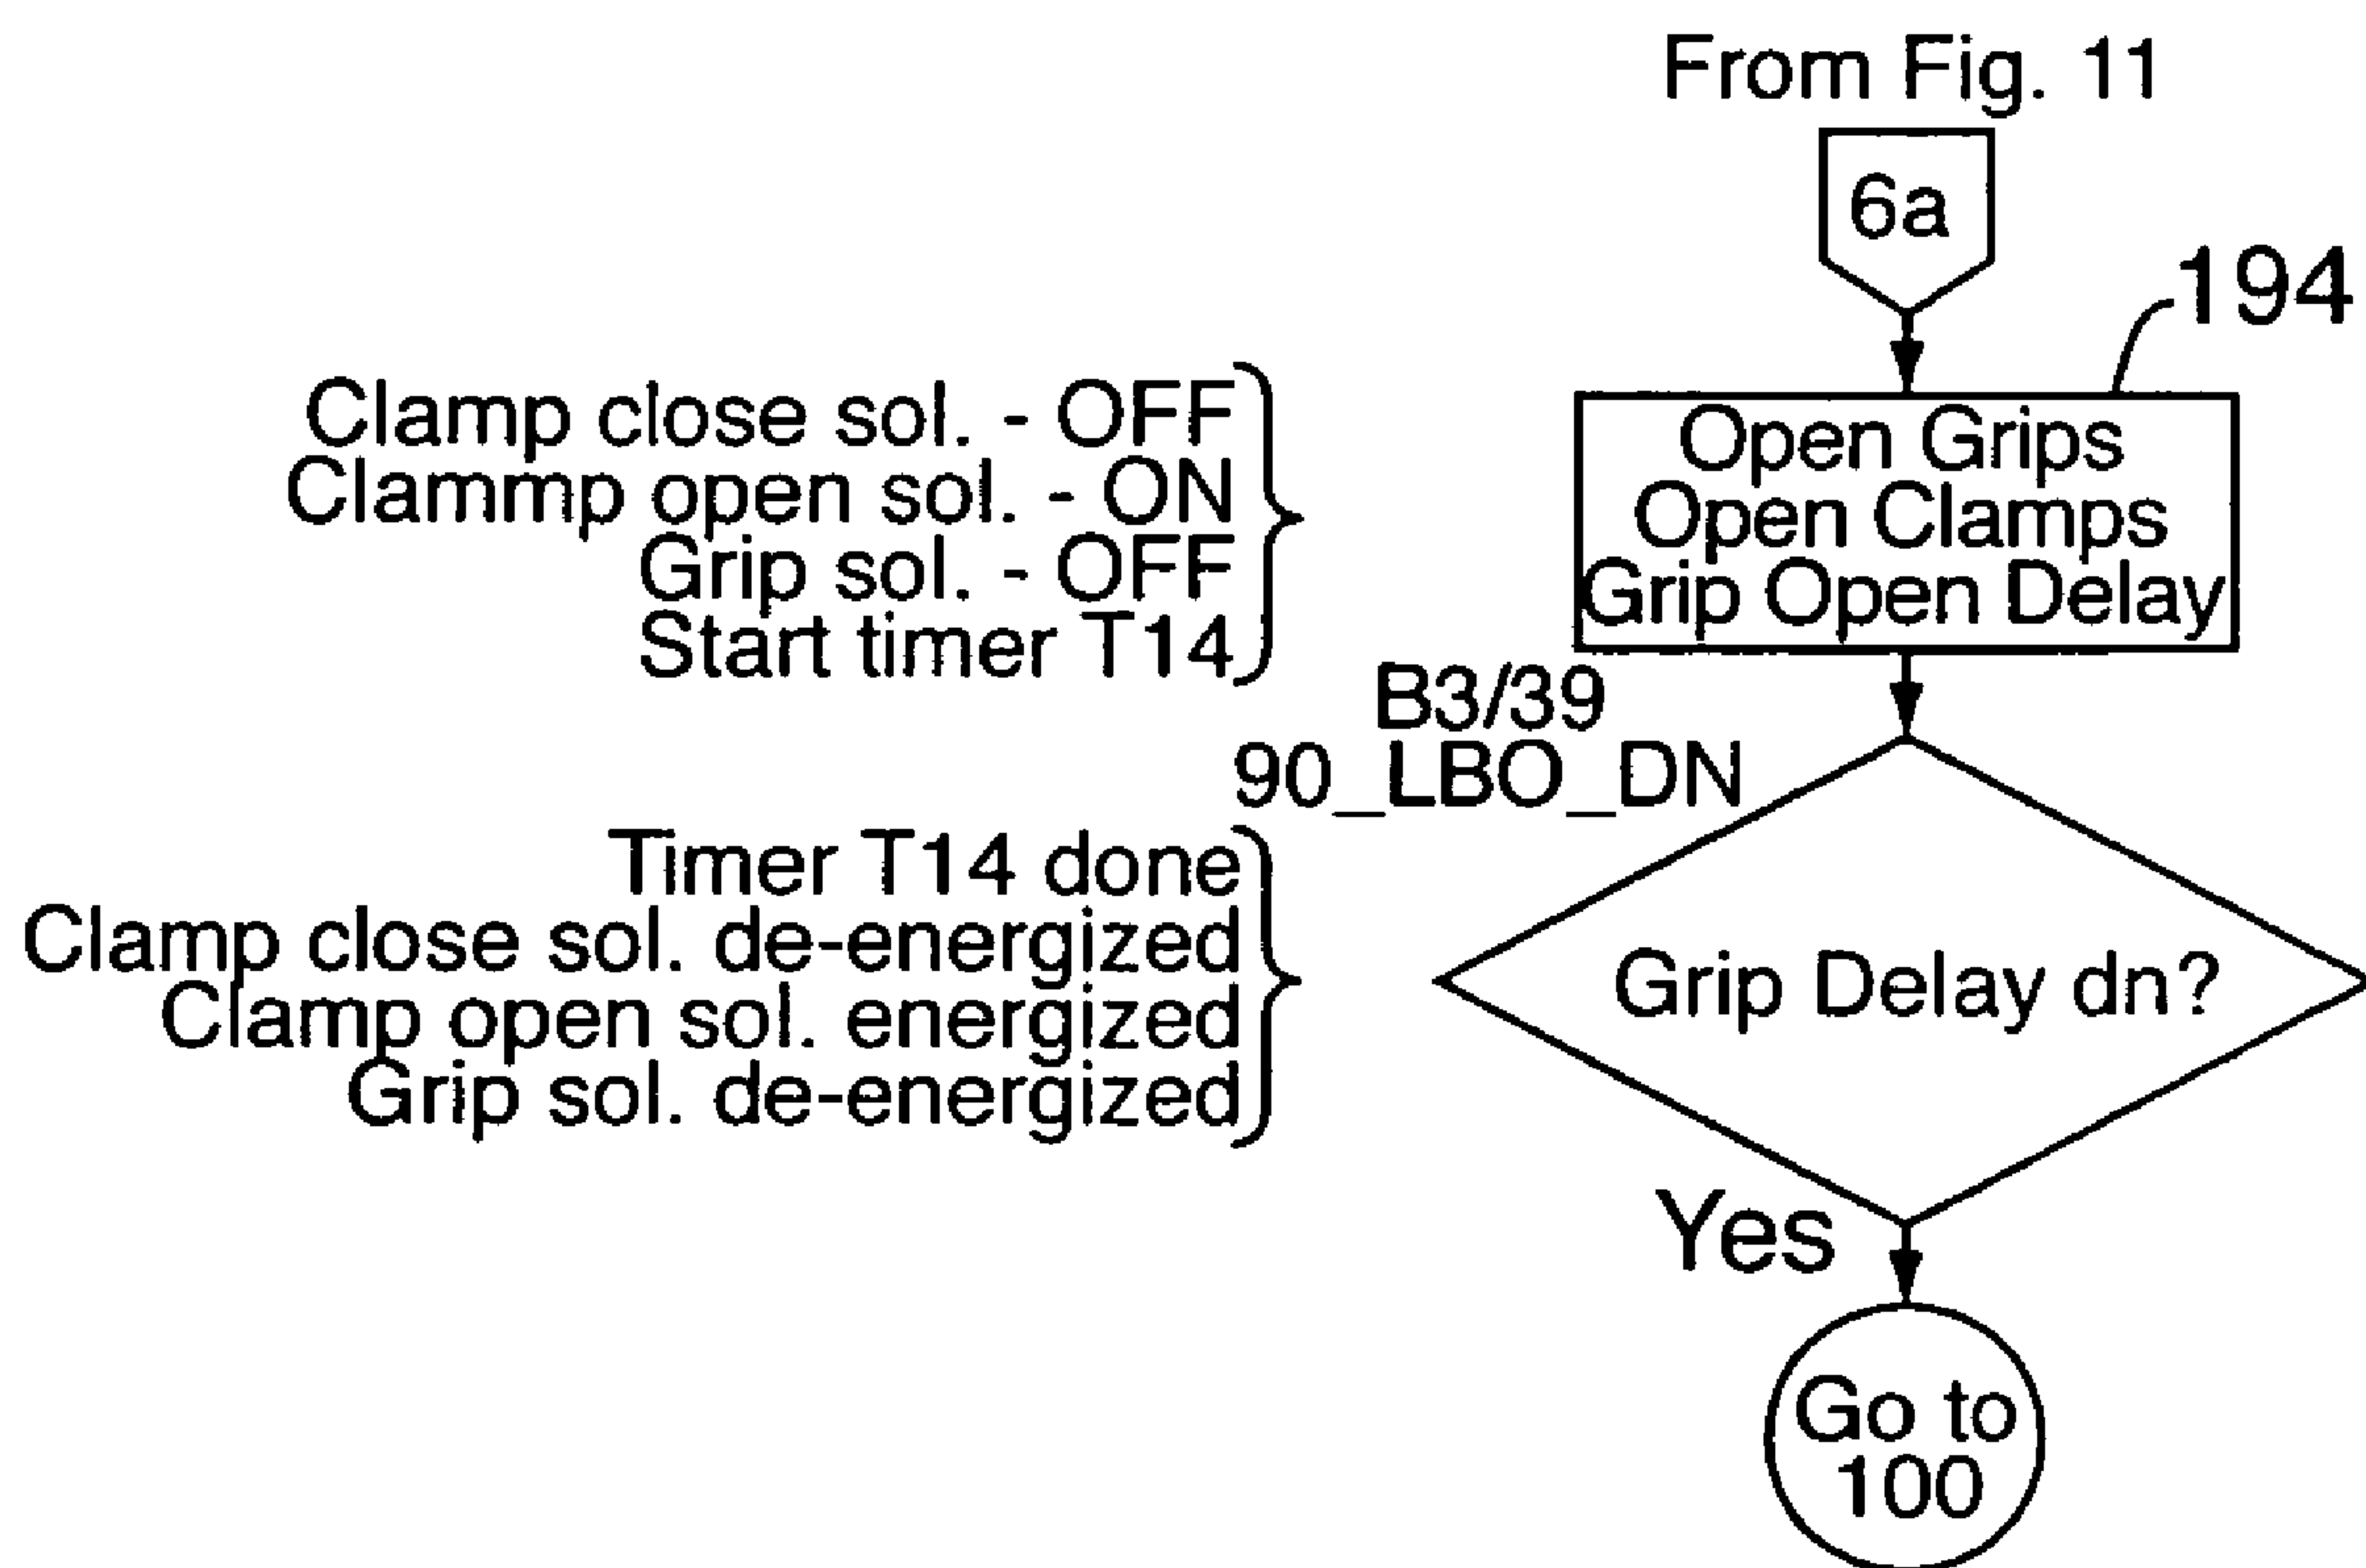 From Fig. 11
6a
194
Clamp close sol. - OFF
Clammp open sol. - ON
Grip sol. - OFF
Start timer T14
Open Grips
Open Clamps
Grip Open Delay
B3/39
90_LBO_DN
Timer T14 done
Clamp close sol. de-energized
Clamp open sol. energized
Grip sol. de-energized
Grip Delay dn?
Yes
Go to
100